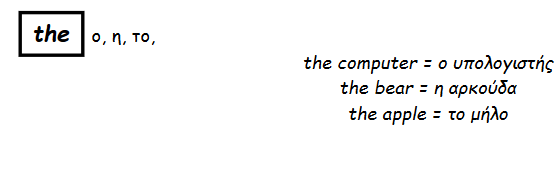 the ο, η, το,
the computer = ο υπολογιστής
the bear = η αρκούδα
the apple = το μήλο